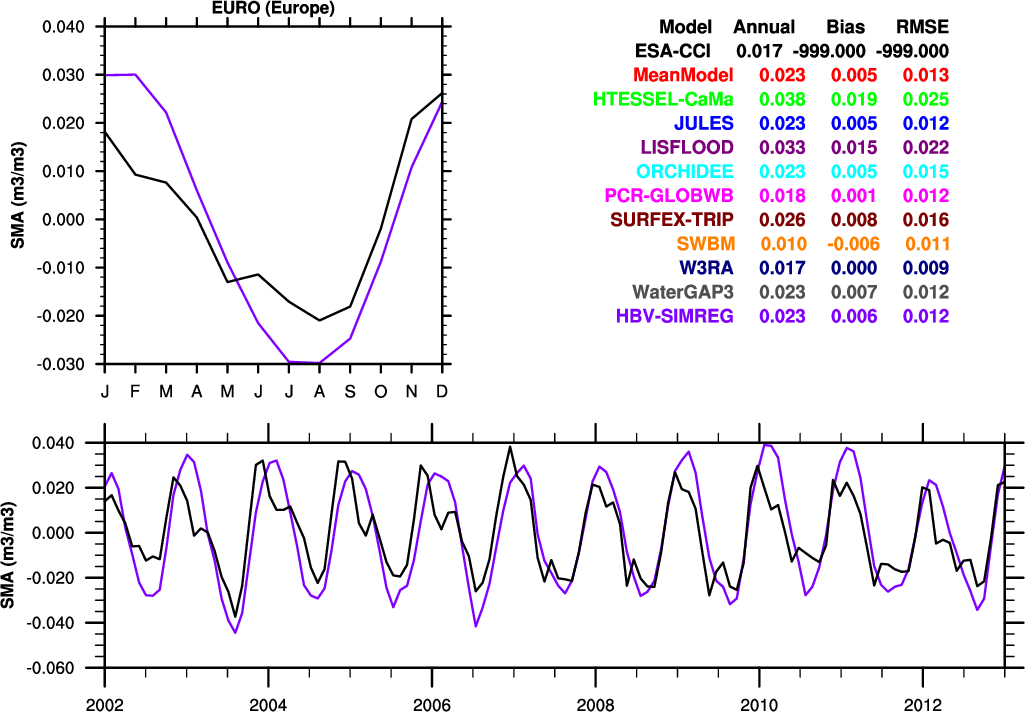 EURO (Europe)
0.040
0.030
0.020
0.010
0.000
-0.010
-0.020
-0.030
SMA (m3/m3)
J F M A M J J A S O N D
Model Annual Bias RMSE
ESA-CCI 0.017 -999.000 -999.000
MeanModel 0.023 0.005 0.013
HTESSEL-CaMa 0.038 0.019 0.025
JULES 0.023 0.005 0.012
LISFLOOD 0.033 0.015 0.022
ORCHIDEE 0.023 0.005 0.015
PCR-GLOBWB 0.018 0.001 0.012
SURFEX-TRIP 0.026 0.008 0.016
SWBM 0.010 -0.006 0.011
W3RA 0.017 0.000 0.009
WaterGAP3 0.023 0.007 0.012
HBV-SIMREG 0.023 0.006 0.012
0.040
0.020
0.000
-0.020
-0.040
-0.060
SMA (m3/m3)
2002 2004 2006 2008 2010 2012